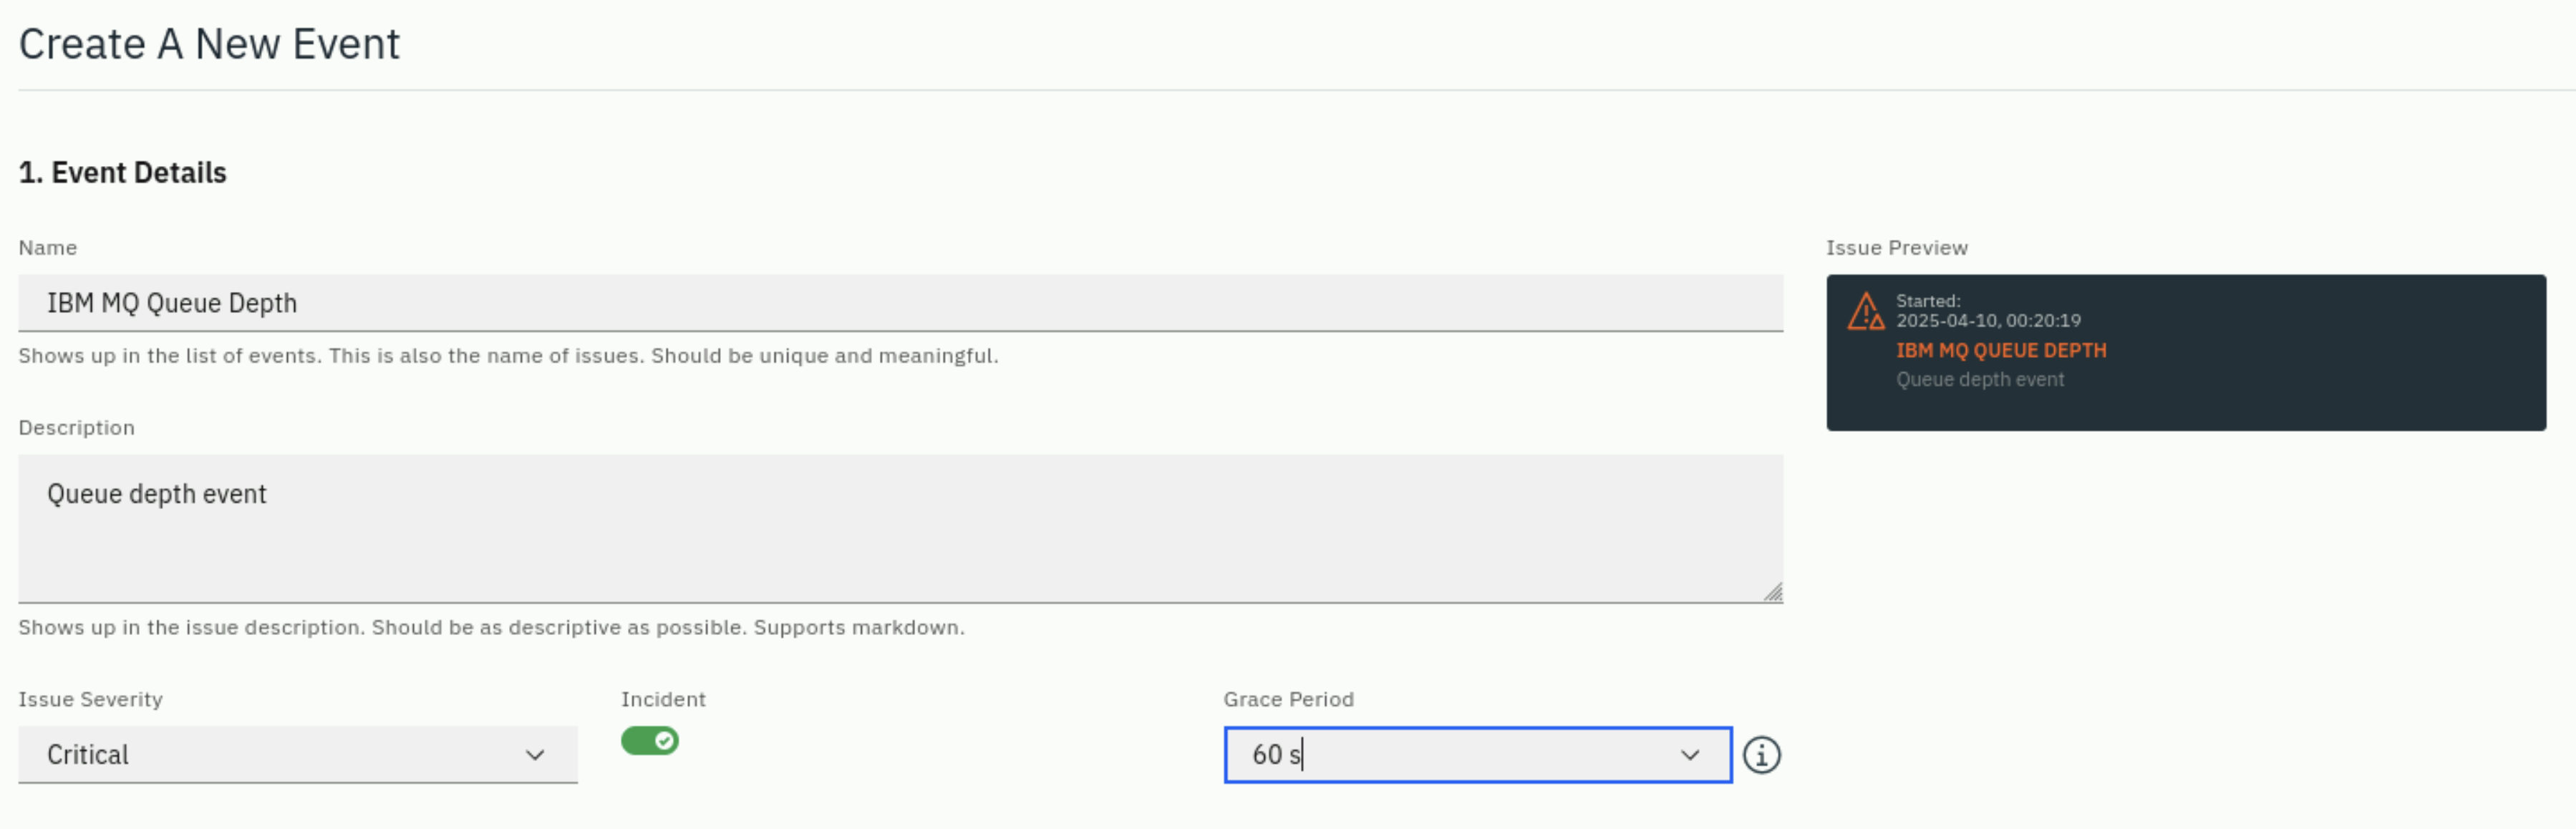 Create A New Event
1. Event Details
Name
IBM MQ Queue Depth
Shows up in the list of events. This is also the name of issues. Should be unique and meaningful.
Description
Queue depth event
Shows up in the issue description. Should be as descriptive as possible. Supports markdown.
Issue Severity
Critical
Incident
Grace Period
60 s
Issue Preview
Started:
2025-04-10, 00:20:19
IBM MQ QUEUE DEPTH
Queue depth event